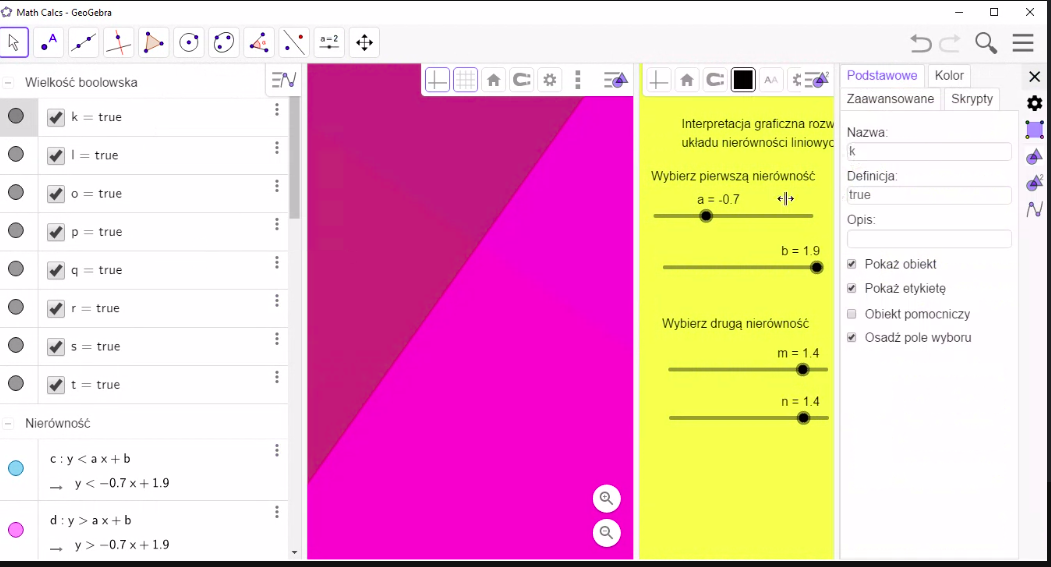 Math Calcs - GeoGebra
A
a=2
Wielkość boolowska
k = true
l = true
o = true
p = true
q = true
r = true
s = true
t = true
Nierówność
c : y < a x + b
→ y < −0.7 x + 1.9
d : y > a x + b
→ y > −0.7 x + 1.9
AA
Interpretacja graficzna rozw
układu nierówności liniowyc
Wybierz pierwszą nierówność
a = -0.7
b = 1.9
Wybierz drugą nierówność
m = 1.4
n = 1.4
Podstawowe
Kolor
Zaawansowane
Skrypty
Nazwa:
k
Definicja:
true
Opis:
Pokaż obiekt
Pokaż etykietę
Obiekt pomocniczy
Osadź pole wyboru